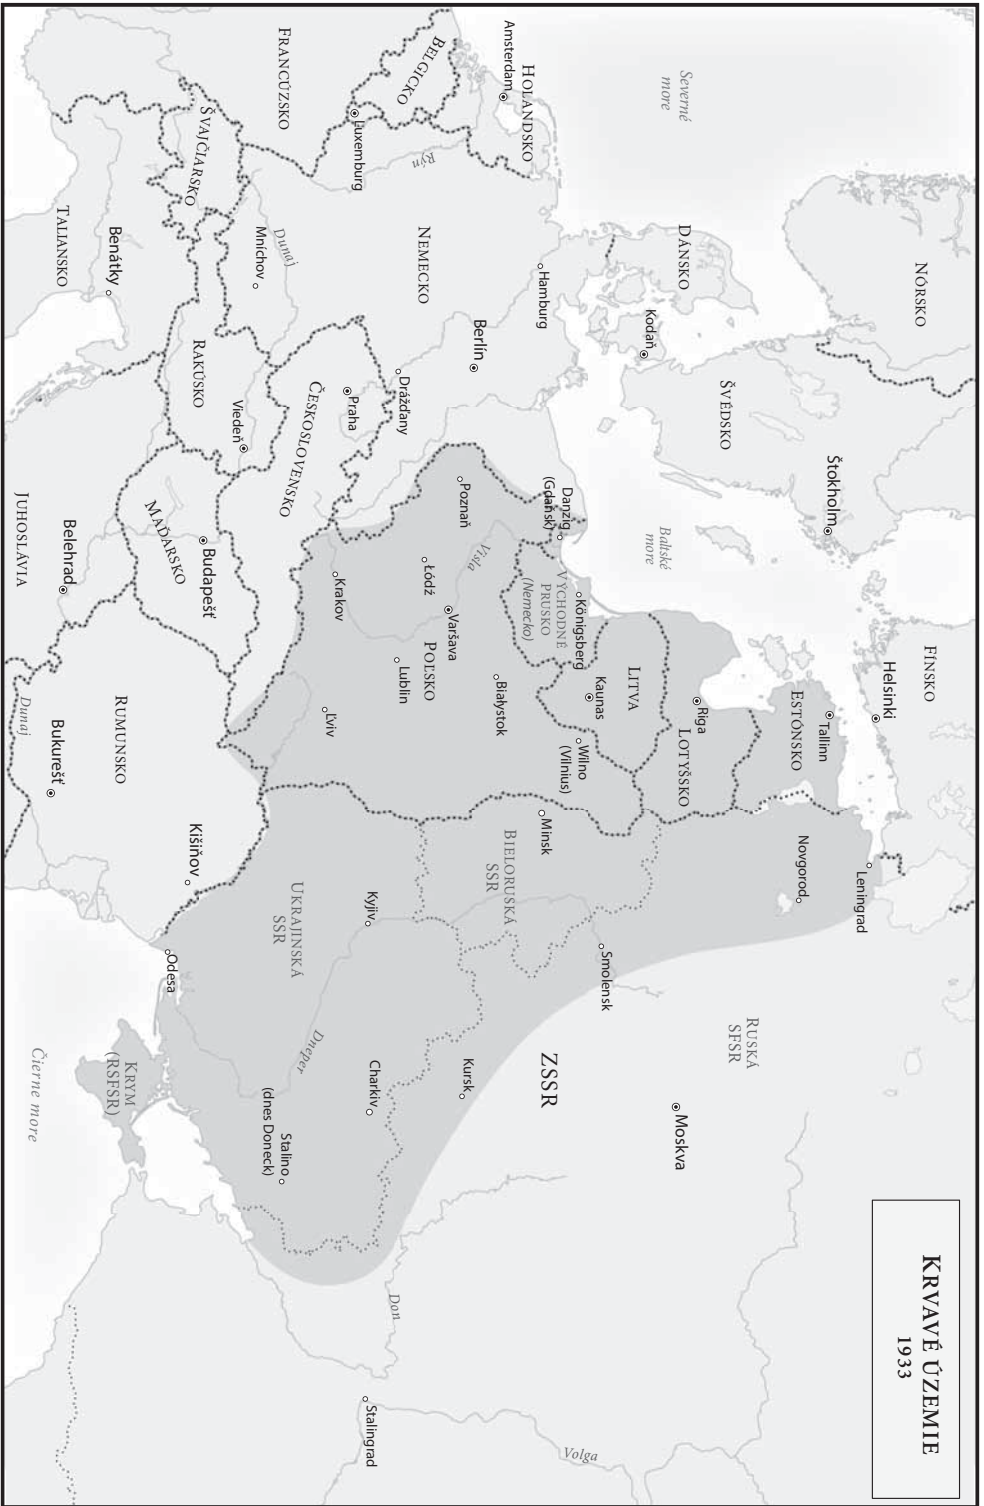 KRVAVÉ ÚZEMIE
1933
NÓRSKO
ŠVÉDSKO
Štokholm
FÍNSKO
Helsinki
Severné
more
DÁNSKO
Kodaň
Baltské
more
Tallinn
ESTÓNSKO
Leningrad
Novgorod
Riga
LOTYŠSKO
LITVA
Kaunas
Wilno
(Vilnius)
RUSKÁ
SFSR
Moskva
Smolensk
ZSSR
HOLANDSKO
Amsterdam
Hamburg
Danzig
(Gdaňsk)
Königsberg
VÝCHODNÉ
PRUSKO
(Nemecko)
Minsk
BIELORUSKÁ
SSR
BELGICKO
Rýn
NEMECKO
Berlín
Poznaň
Visla
Białystok
Varšava
Łódź
POĽSKO
Lublin
Kursk
Luxemburg
Drážďany
Praha
Krakov
Ľviv
Kyjiv
Charkiv
Don
Stalingrad
Volga
FRANCÚZSKO
Dunaj
Mníchov
ČESKOSLOVENSKO
UKRAJINSKÁ
SSR
Dneper
Stalino
(dnes Doneck)
ŠVAJČIARSKO
RAKÚSKO
Viedeň
Budapešť
MAĎARSKO
Kišiňov
Odesa
Benátky
TALIANSKO
RUMUNSKO
KRYM
(RSFSR)
Belehrad
JUHOSLÁVIA
Bukurešť
Dunaj
Čierne more